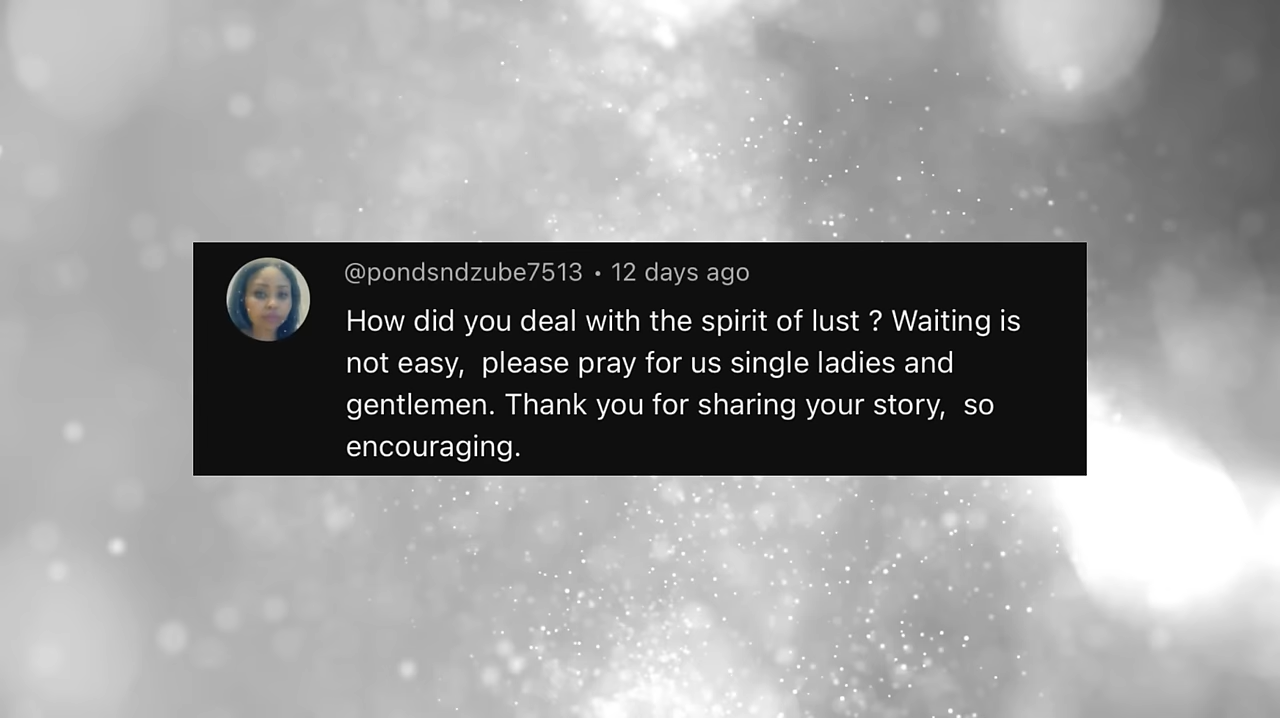 @pondsndzube7513 • 12 days ago
How did you deal with the spirit of lust ? Waiting is
not easy,  please pray for us single ladies and
gentlemen. Thank you for sharing your story,  so
encouraging.